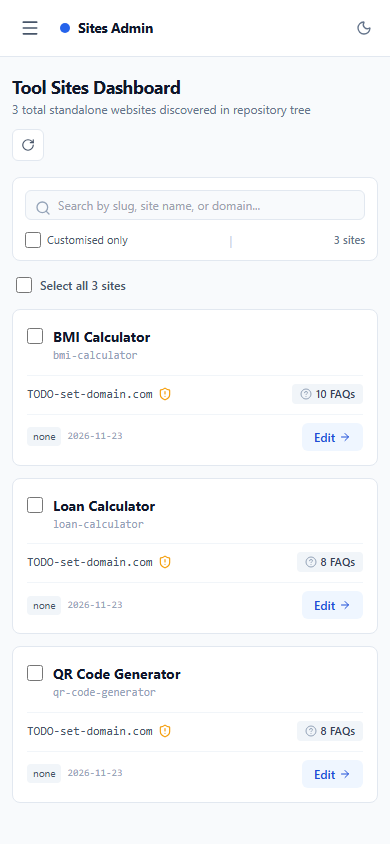 Sites Admin
Tool Sites Dashboard
3 total standalone websites discovered in repository tree
Search by slug, site name, or domain...
Customised only | 3 sites
Select all 3 sites
BMI Calculator
bmi-calculator
TODO-set-domain.com 10 FAQs
none 2026-11-23 Edit →
Loan Calculator
loan-calculator
TODO-set-domain.com 8 FAQs
none 2026-11-23 Edit →
QR Code Generator
qr-code-generator
TODO-set-domain.com 8 FAQs
none 2026-11-23 Edit →